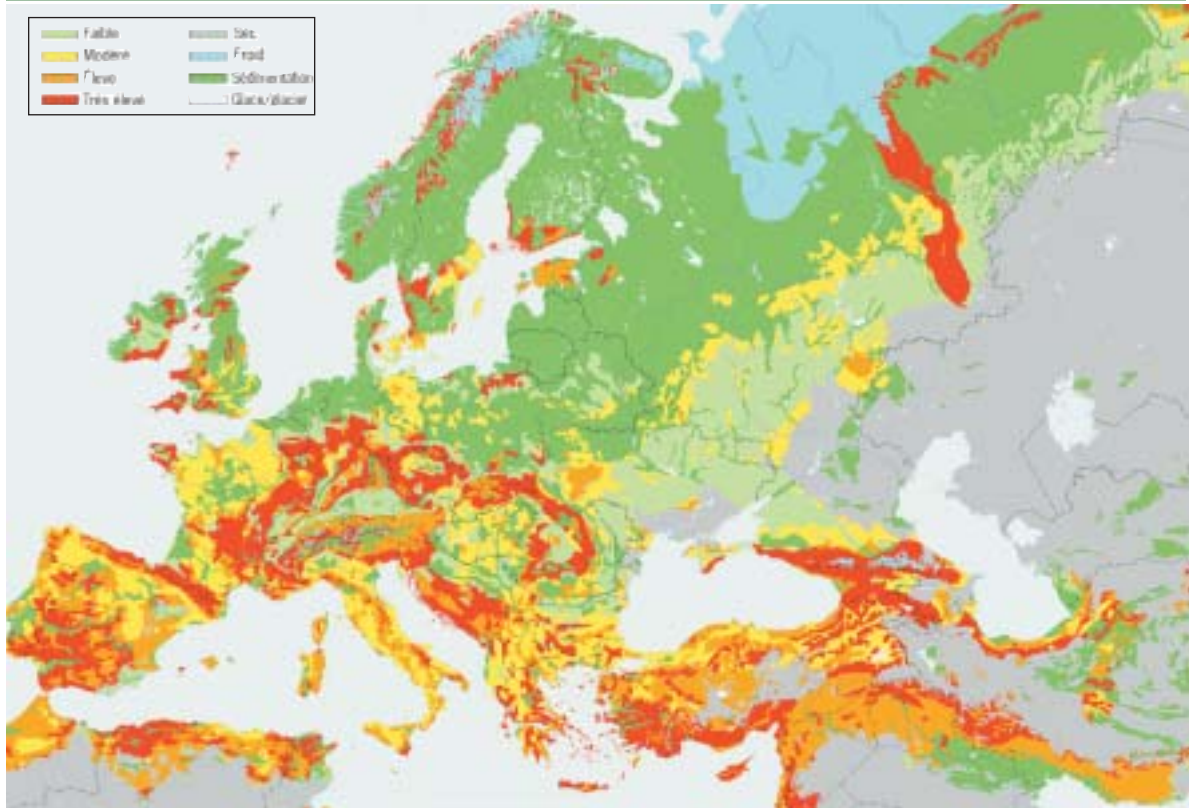 Faible
Modéré
Élevé
Très élevé
Sec
Froid
Sédimentation
Glace/glacier